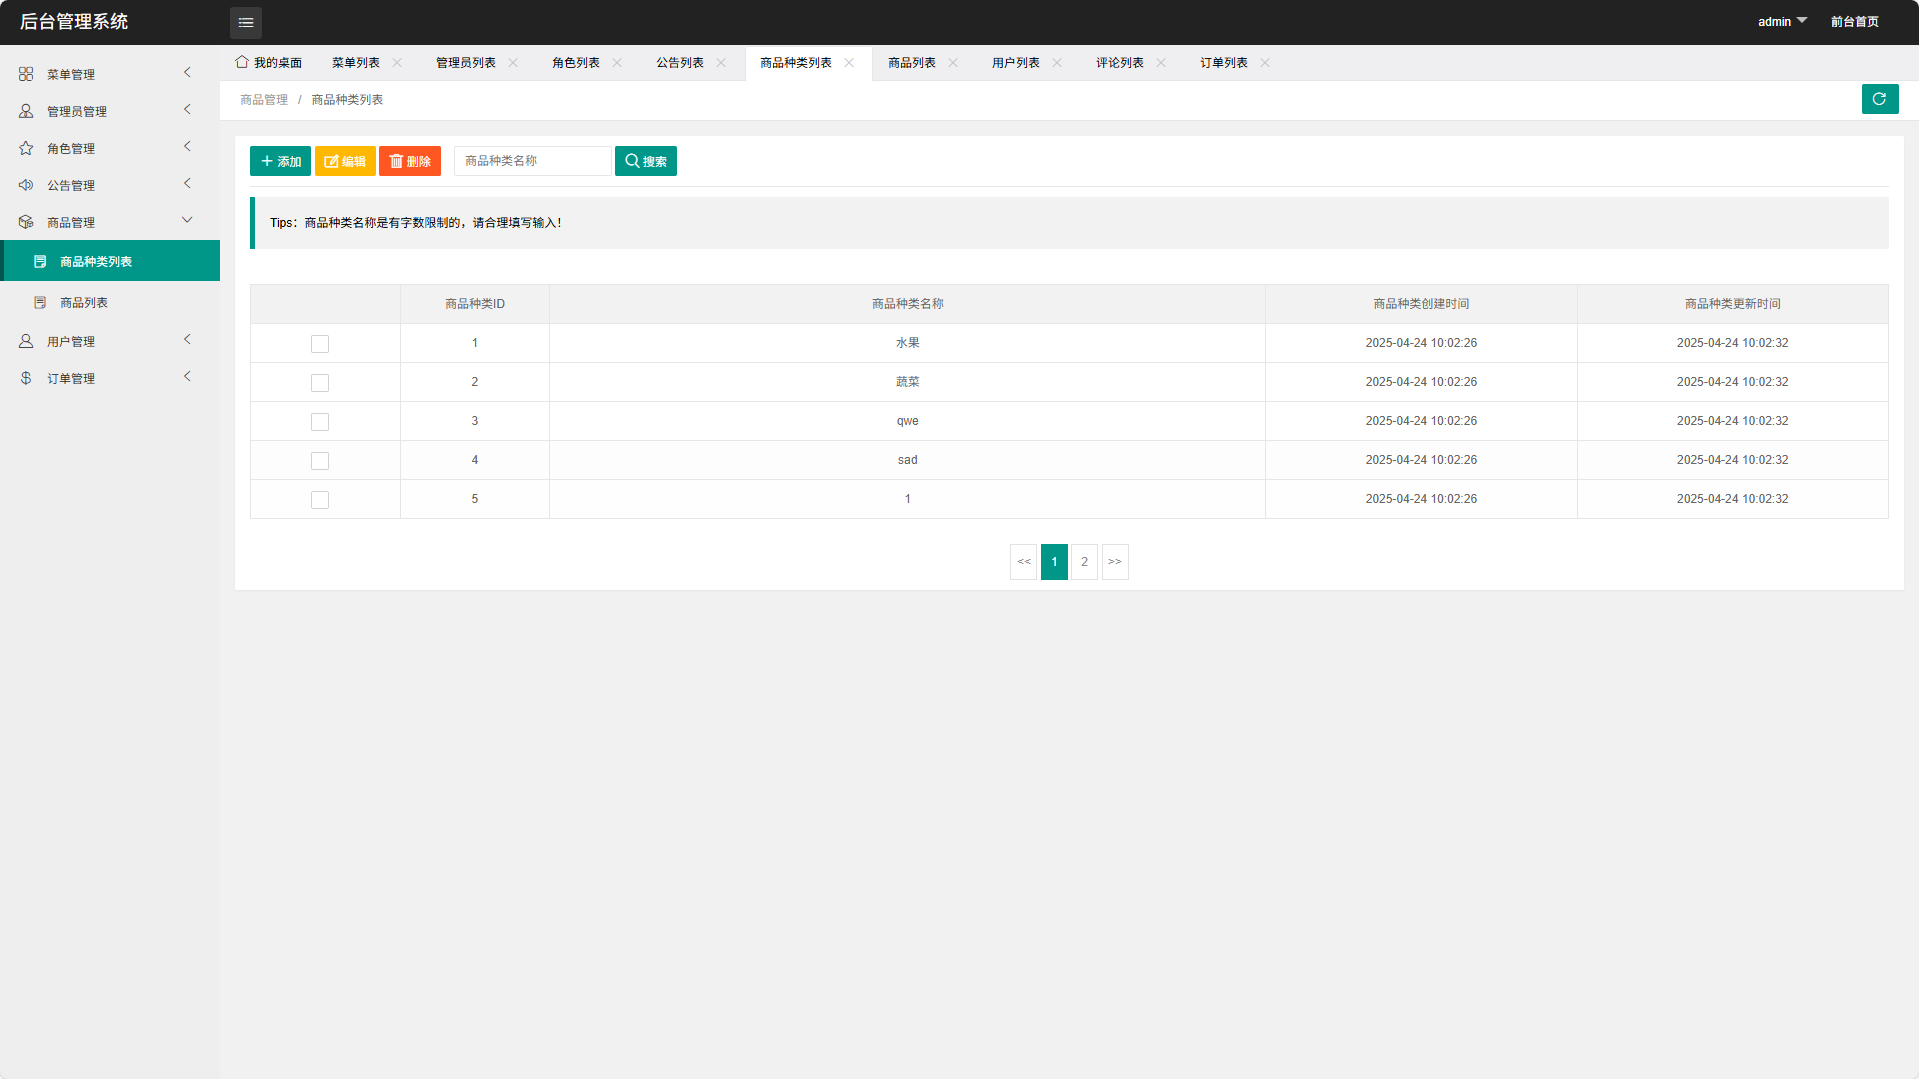 后台管理系统
admin 前台首页
我的桌面 菜单列表 管理员列表 角色列表 公告列表 商品种类列表 商品列表 用户列表 评论列表 订单列表
商品管理 / 商品种类列表
菜单管理
管理员管理
角色管理
公告管理
商品管理
商品种类列表
商品列表
用户管理
订单管理
添加 编辑 删除 商品种类名称 搜索
Tips：商品种类名称是有字数限制的，请合理填写输入！
商品种类ID 商品种类名称 商品种类创建时间 商品种类更新时间
1 水果 2025-04-24 10:02:26 2025-04-24 10:02:32
2 蔬菜 2025-04-24 10:02:26 2025-04-24 10:02:32
3 qwe 2025-04-24 10:02:26 2025-04-24 10:02:32
4 sad 2025-04-24 10:02:26 2025-04-24 10:02:32
5 1 2025-04-24 10:02:26 2025-04-24 10:02:32
<< 1 2 >>